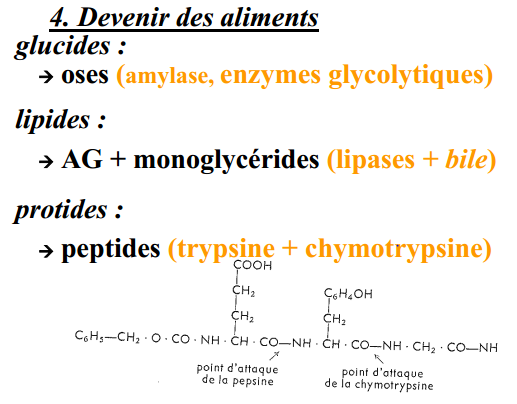 4. Devenir des aliments
glucides :
→ oses (amylase, enzymes glycolytiques)
lipides :
→ AG + monoglycérides (lipases + bile)
protides :
→ peptides (trypsine + chymotrypsine)
COOH
CH₂ C₆H₄OH
CH₂ CH₂
C₆H₅—CH₂ · O · CO · NH · CH · CO—NH · CH · CO—NH · CH₂ · CO—NH
point d'attaque point d'attaque
de la pepsine de la chymotrypsine